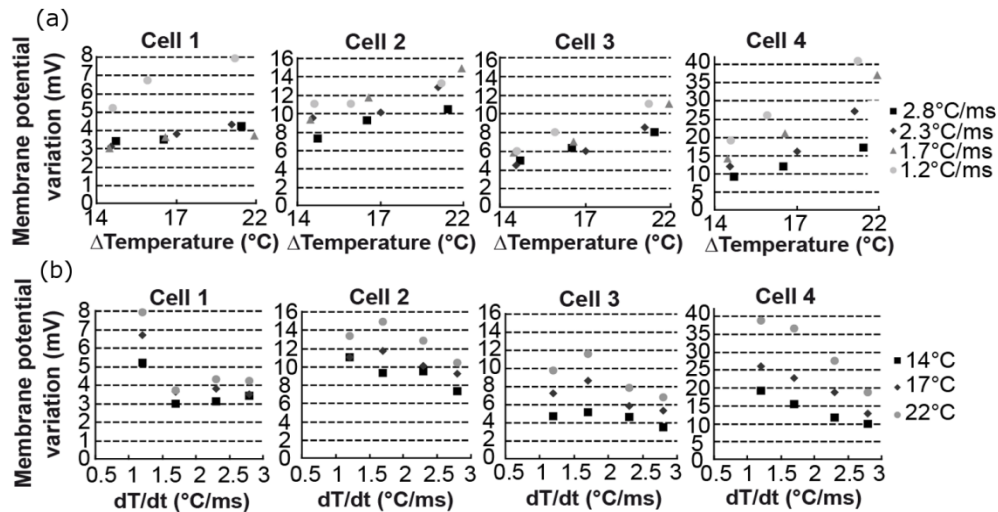 (a)
Cell 1 Cell 2 Cell 3 Cell 4
Membrane potential
variation (mV)
8 7 6 5 4 3 2 1 0
16 14 12 10 8 6 4 2 0
16 14 12 10 8 6 4 2 0
40 35 30 25 20 15 10 5 0
■ 2.8°C/ms
◆ 2.3°C/ms
▲ 1.7°C/ms
● 1.2°C/ms
14 17 22 14 17 22 14 17 22 14 17 22
ΔTemperature (°C) ΔTemperature (°C) ΔTemperature (°C) ΔTemperature (°C)
(b)
Cell 1 Cell 2 Cell 3 Cell 4
Membrane potential
variation (mV)
8 7 6 5 4 3 2 1 0
16 14 12 10 8 6 4 2 0
16 14 12 10 8 6 4 2 0
40 35 30 25 20 15 10 5 0
■ 14°C
◆ 17°C
● 22°C
0.5 1 1.5 2 2.5 3 0.5 1 1.5 2 2.5 3 0.5 1 1.5 2 2.5 3 0.5 1 1.5 2 2.5 3
dT/dt (°C/ms) dT/dt (°C/ms) dT/dt (°C/ms) dT/dt (°C/ms)